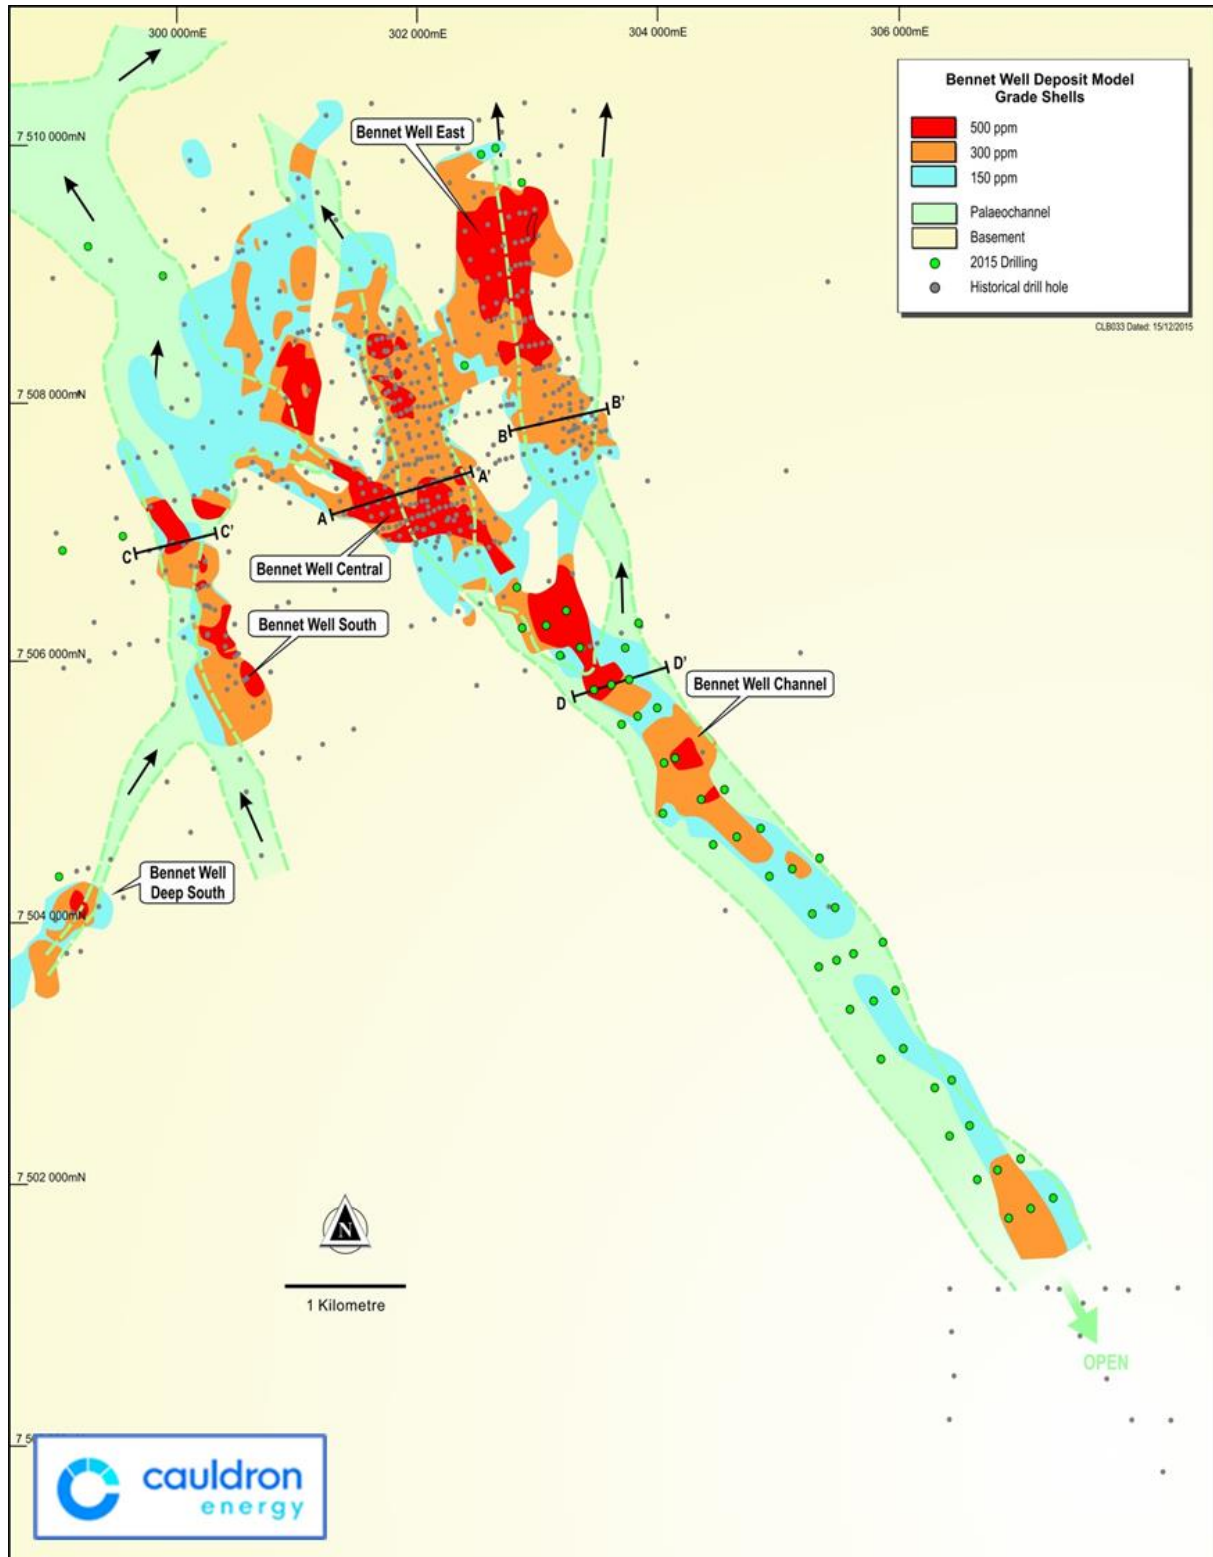 300 000mE
302 000mE
304 000mE
306 000mE
Bennet Well Deposit Model
Grade Shells
500 ppm
300 ppm
150 ppm
Palaeochannel
Basement
2015 Drilling
Historical drill hole
CLB033 Dated: 15/12/2015
7 510 000mN
Bennet Well East
7 508 000mN
B'
B
A'
A
C'
C
Bennet Well Central
Bennet Well South
7 506 000mN
D'
D
Bennet Well Channel
Bennet Well
Deep South
7 504 000mN
7 502 000mN
N
1 Kilometre
OPEN
cauldron
energy